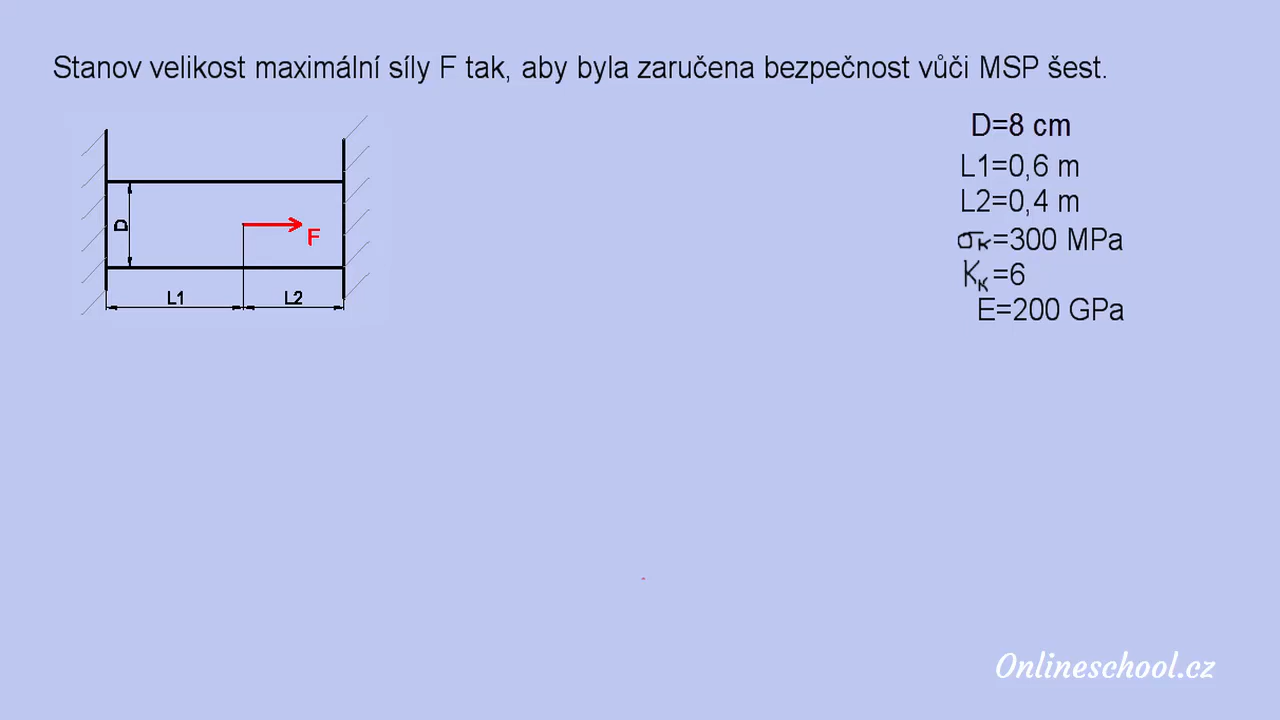 Stanov velikost maximální síly F tak, aby byla zaručena bezpečnost vůči MSP šest.
D=8 cm
L1=0,6 m
L2=0,4 m
σK=300 MPa
KK=6
E=200 GPa
D
F
L1
L2
Onlineschool.cz